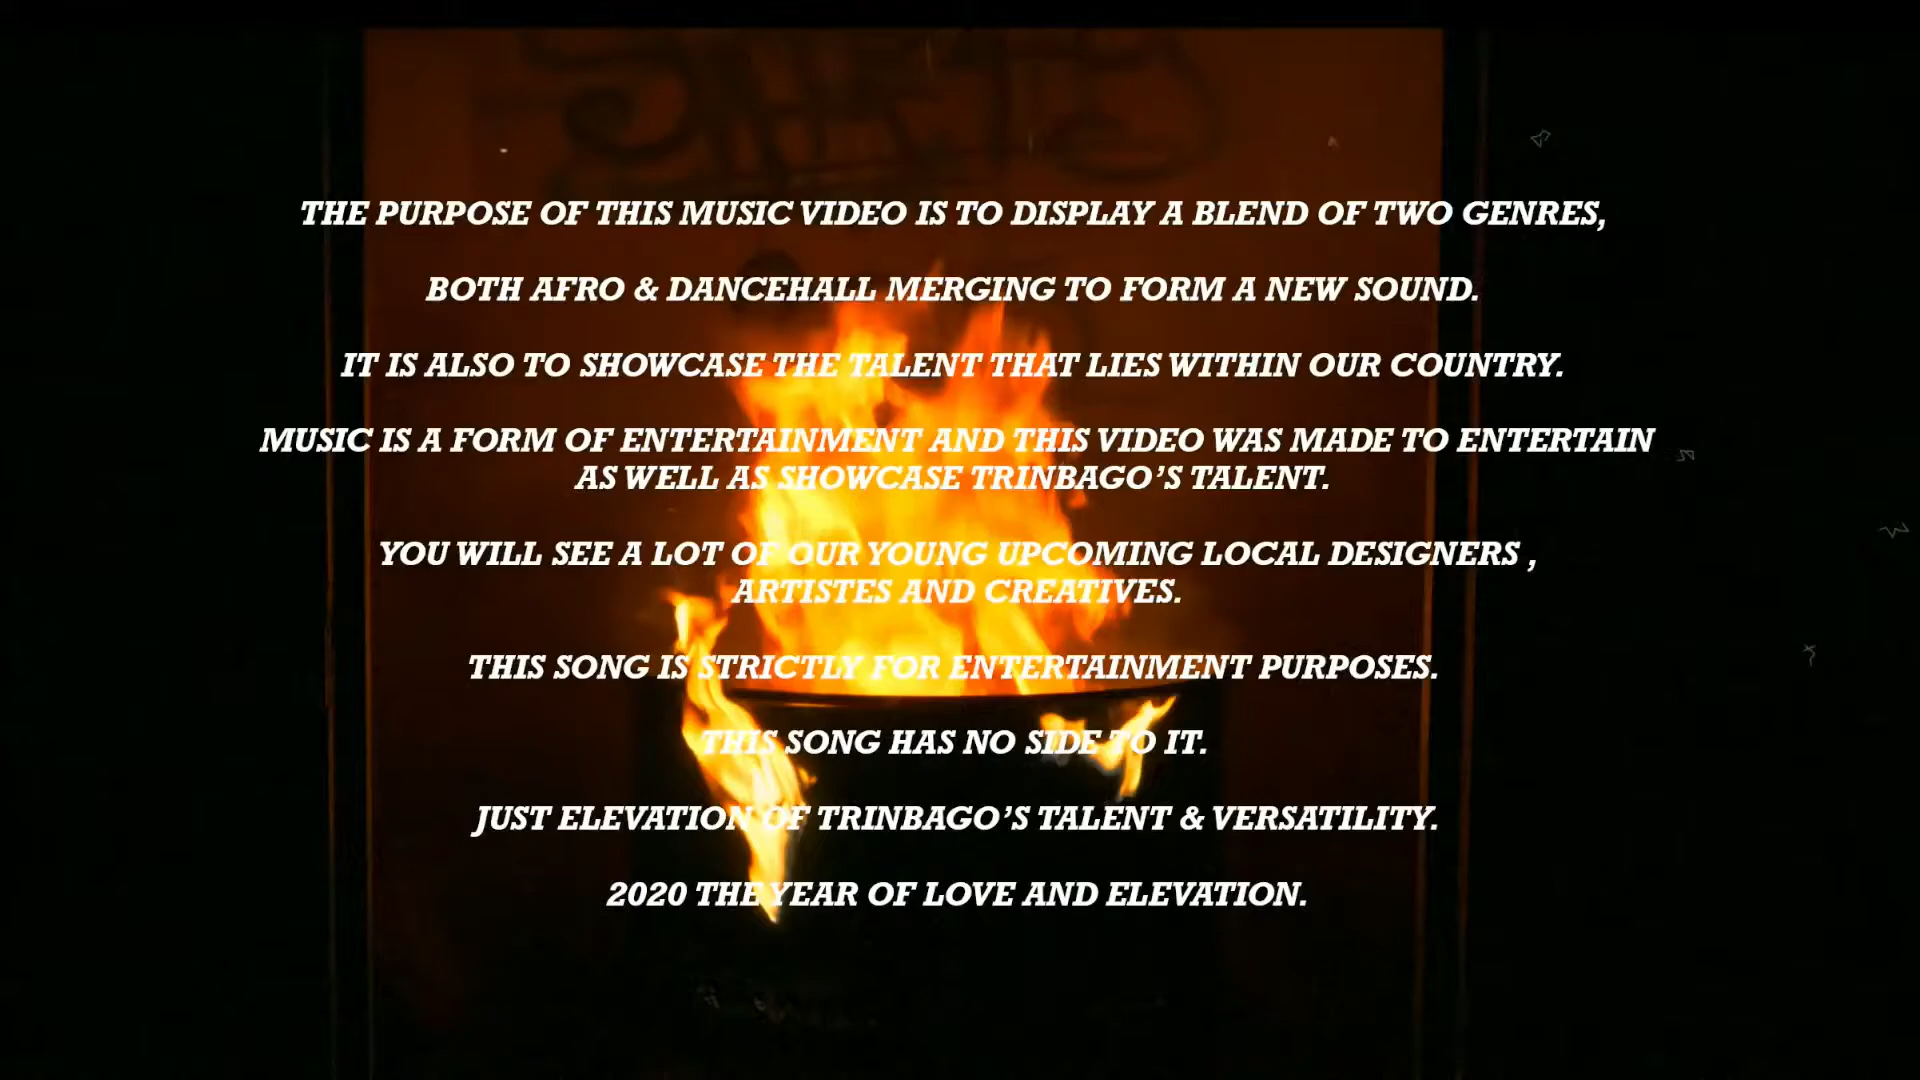 THE PURPOSE OF THIS MUSIC VIDEO IS TO DISPLAY A BLEND OF TWO GENRES,
BOTH AFRO & DANCEHALL MERGING TO FORM A NEW SOUND.
IT IS ALSO TO SHOWCASE THE TALENT THAT LIES WITHIN OUR COUNTRY.
MUSIC IS A FORM OF ENTERTAINMENT AND THIS VIDEO WAS MADE TO ENTERTAIN
AS WELL AS SHOWCASE TRINBAGO'S TALENT.
YOU WILL SEE A LOT OF OUR YOUNG UPCOMING LOCAL DESIGNERS ,
ARTISTES AND CREATIVES.
THIS SONG IS STRICTLY FOR ENTERTAINMENT PURPOSES.
THIS SONG HAS NO SIDE TO IT.
JUST ELEVATION OF TRINBAGO'S TALENT & VERSATILITY.
2020 THE YEAR OF LOVE AND ELEVATION.